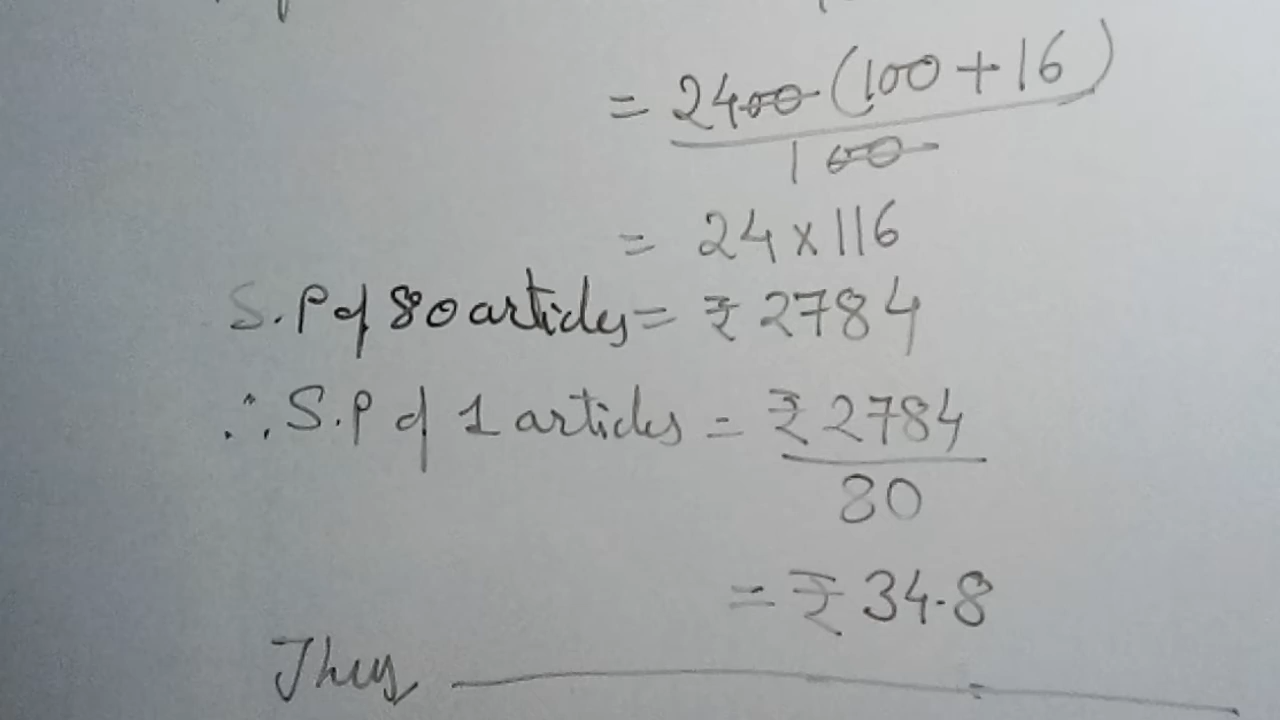 = 2400 (100 + 16)
100
= 24 x 116
S.P of 80 articles = ₹ 2784
∴ S.P of 1 articles = ₹ 2784
80
= ₹ 34.8
Thus